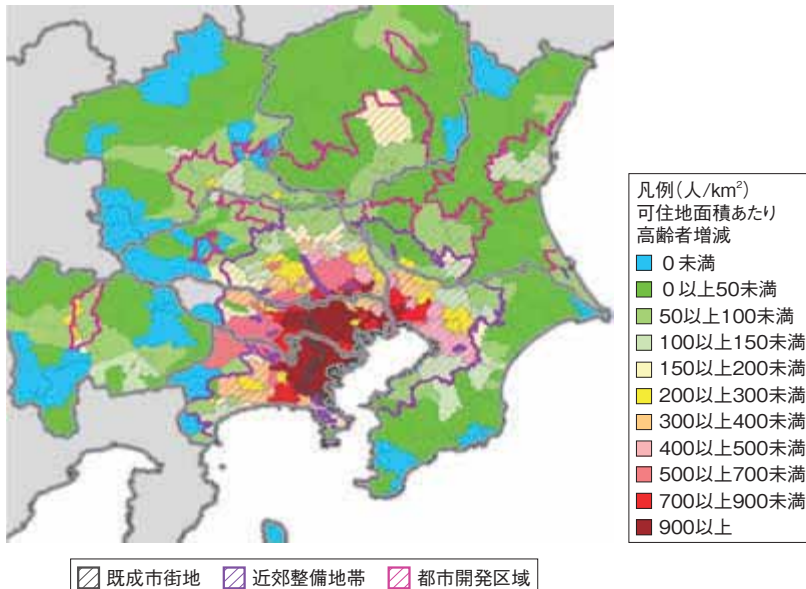 凡例(人/km²)
可住地面積あたり
高齢者増減
0未満
0以上50未満
50以上100未満
100以上150未満
150以上200未満
200以上300未満
300以上400未満
400以上500未満
500以上700未満
700以上900未満
900以上
既成市街地 近郊整備地帯 都市開発区域